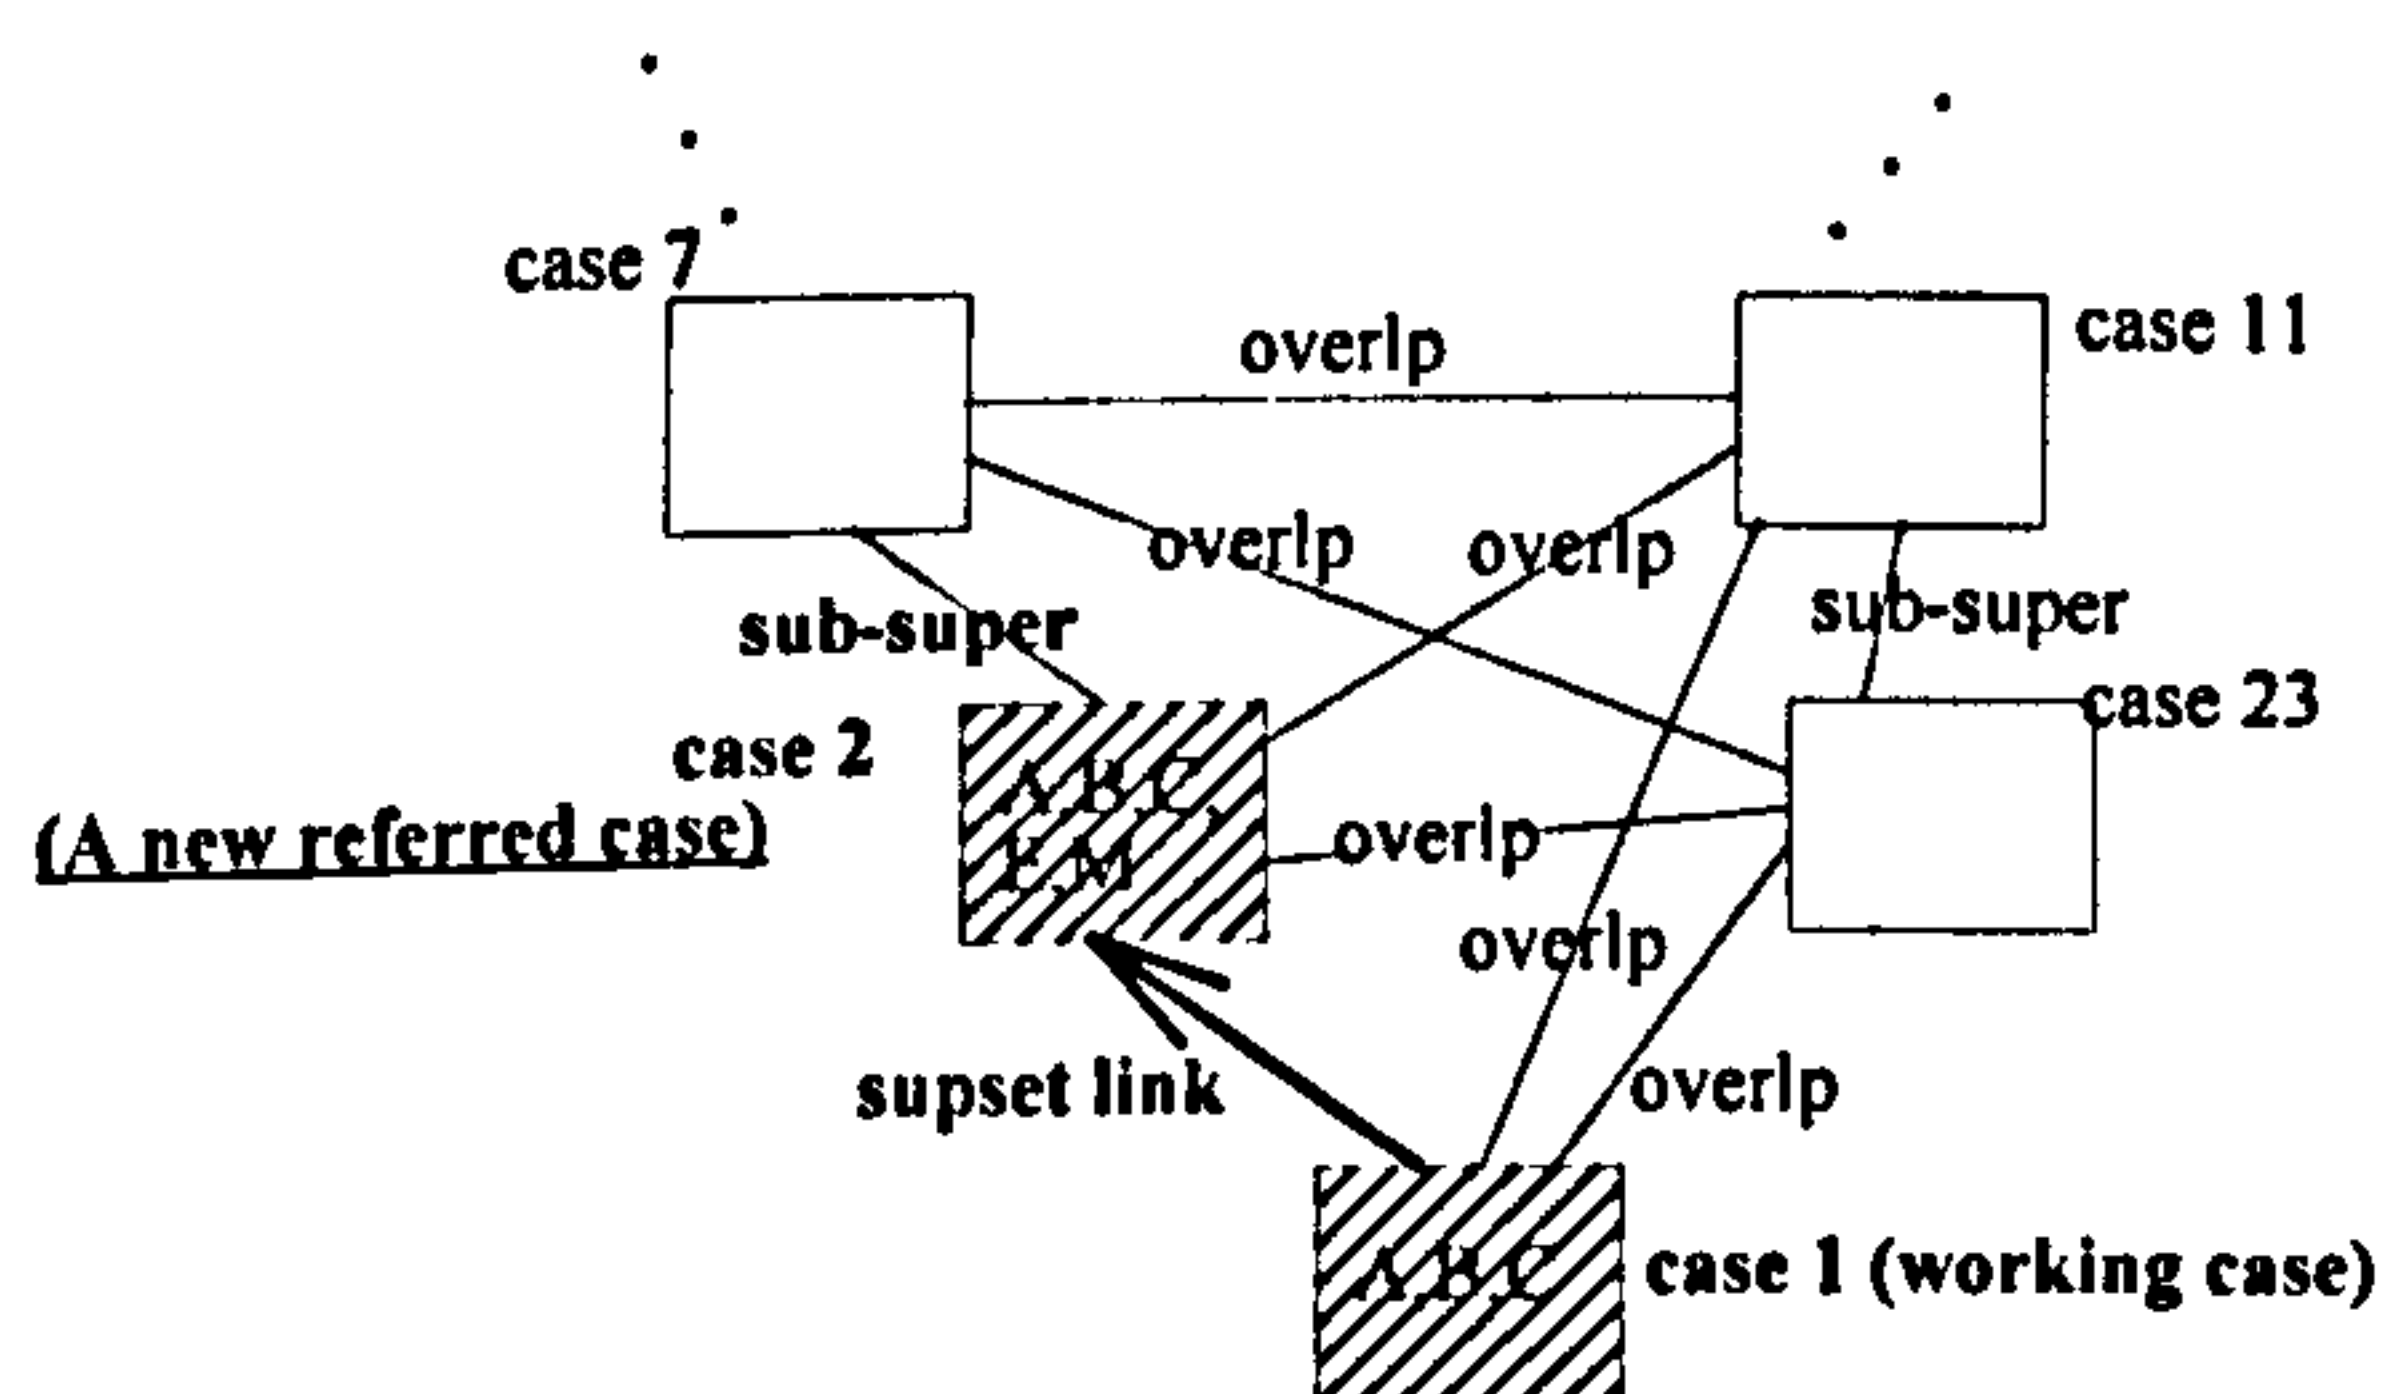 case 7
case 11
overlp
overlp
overlp
sub-super
sub-super
case 23
case 2
(A new referred case)
A, B, C,
overlp
overlp
supset link
overlp
A, B, C
case 1 (working case)